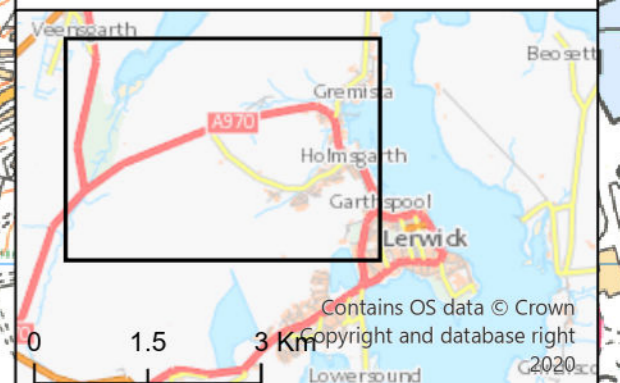 Veensgarth
Beosett
Gremista
A970
Holmsgarth
Garthspool
Lerwick
Contains OS data © Crown
0 1.5 3 Km
Copyright and database right
2020
Lowersound